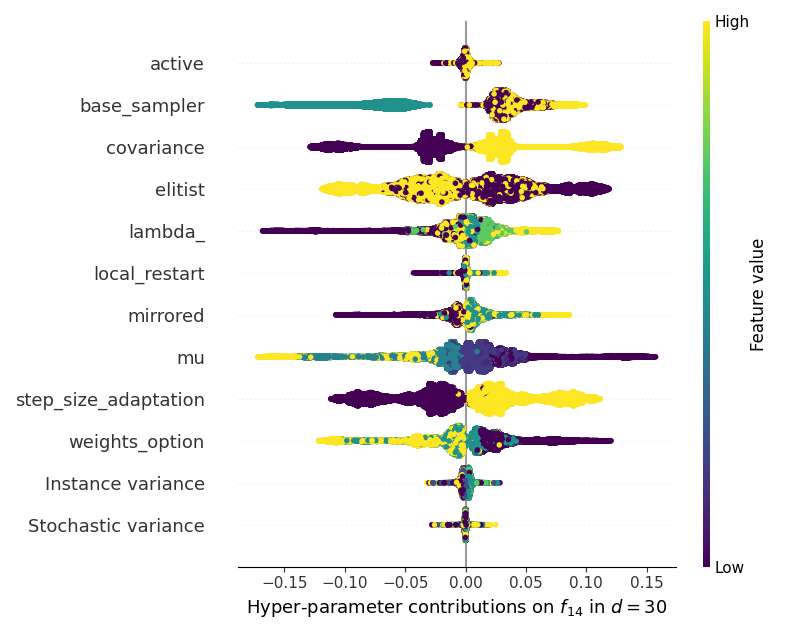 High
active
base_sampler
covariance
elitist
lambda_
local_restart
mirrored
mu
step_size_adaptation
weights_option
Instance variance
Stochastic variance
Feature value
Low
−0.15 −0.10 −0.05 0.00 0.05 0.10 0.15
Hyper-parameter contributions on f₁₄ in d = 30